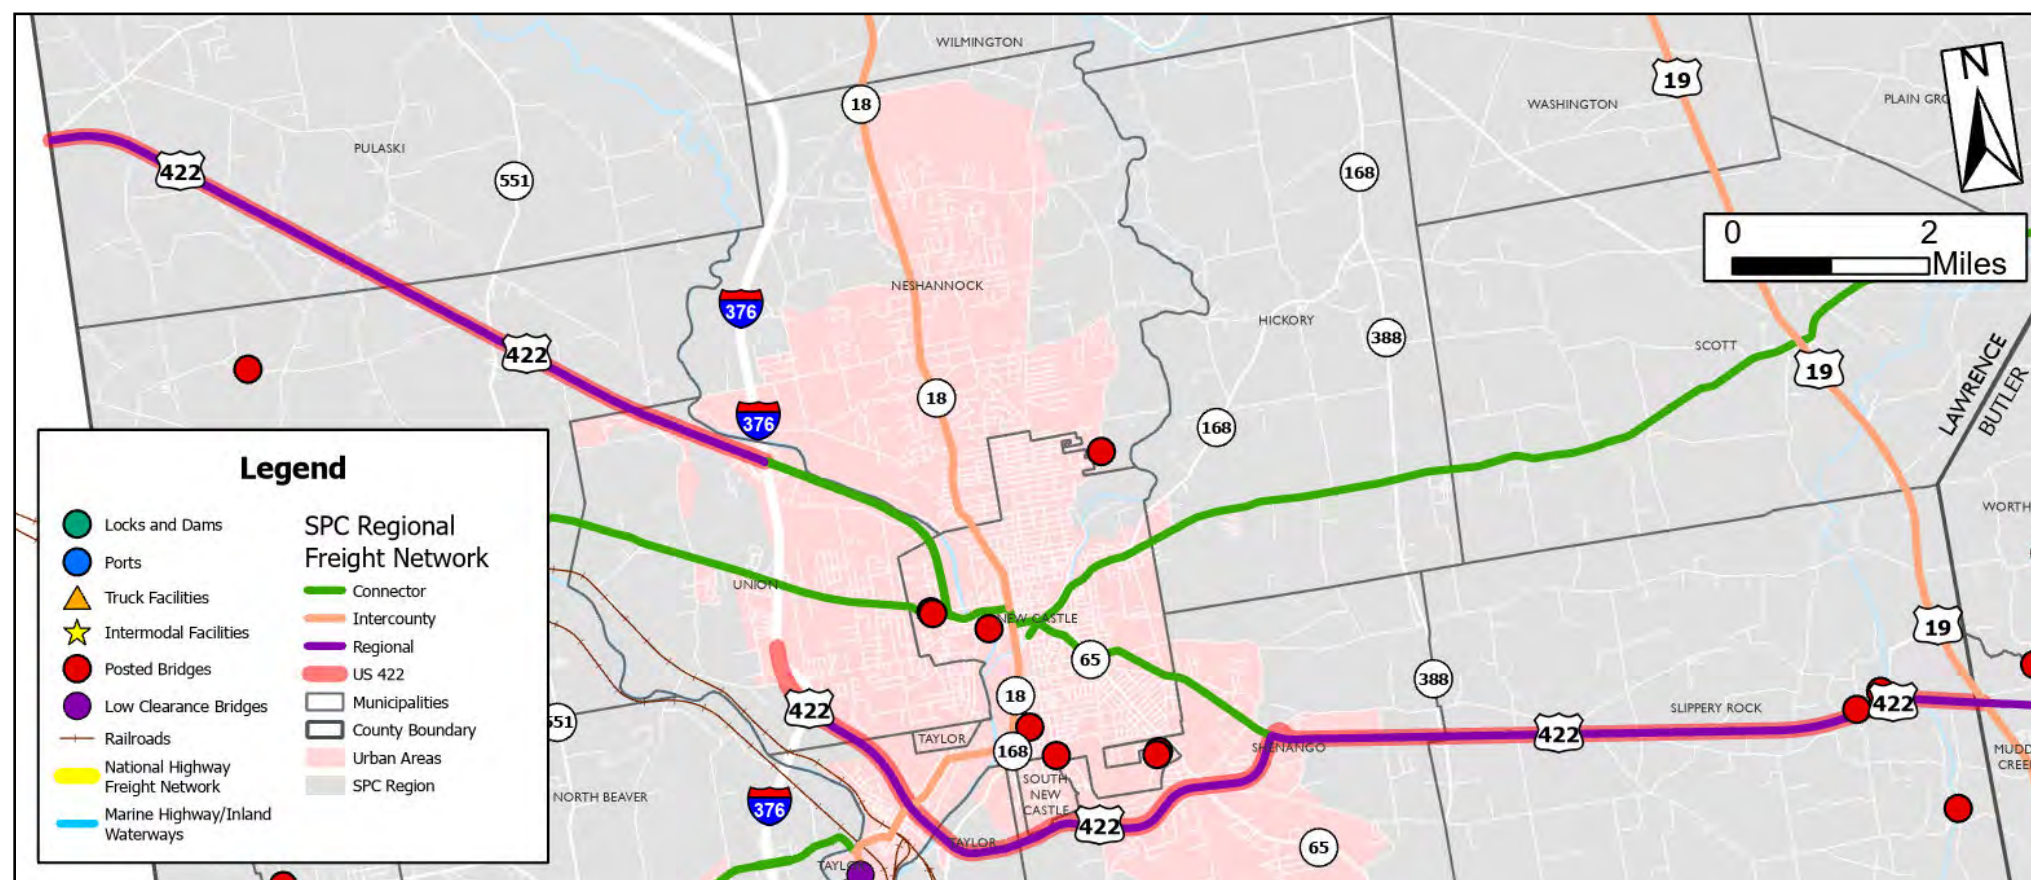 WILMINGTON
N
18
19
WASHINGTON
PLAIN GRO
PULASKI
422
551
168
0 2
Miles
NESHANNOCK
376
HICKORY
388
SCOTT
LAWRENCE
BUTLER
422
19
18
376
168
WORTH
UNION
NEW CASTLE
65
19
18
422
388
SLIPPERY ROCK
422
551
TAYLOR
168
422
SHENANGO
MUDD
CREE
SOUTH
NEW
CASTLE
NORTH BEAVER
376
422
TAYLOR
65
TAYLO
Legend
Locks and Dams
Ports
Truck Facilities
Intermodal Facilities
Posted Bridges
Low Clearance Bridges
Railroads
National Highway
Freight Network
Marine Highway/Inland
Waterways
SPC Regional
Freight Network
Connector
Intercounty
Regional
US 422
Municipalities
County Boundary
Urban Areas
SPC Region